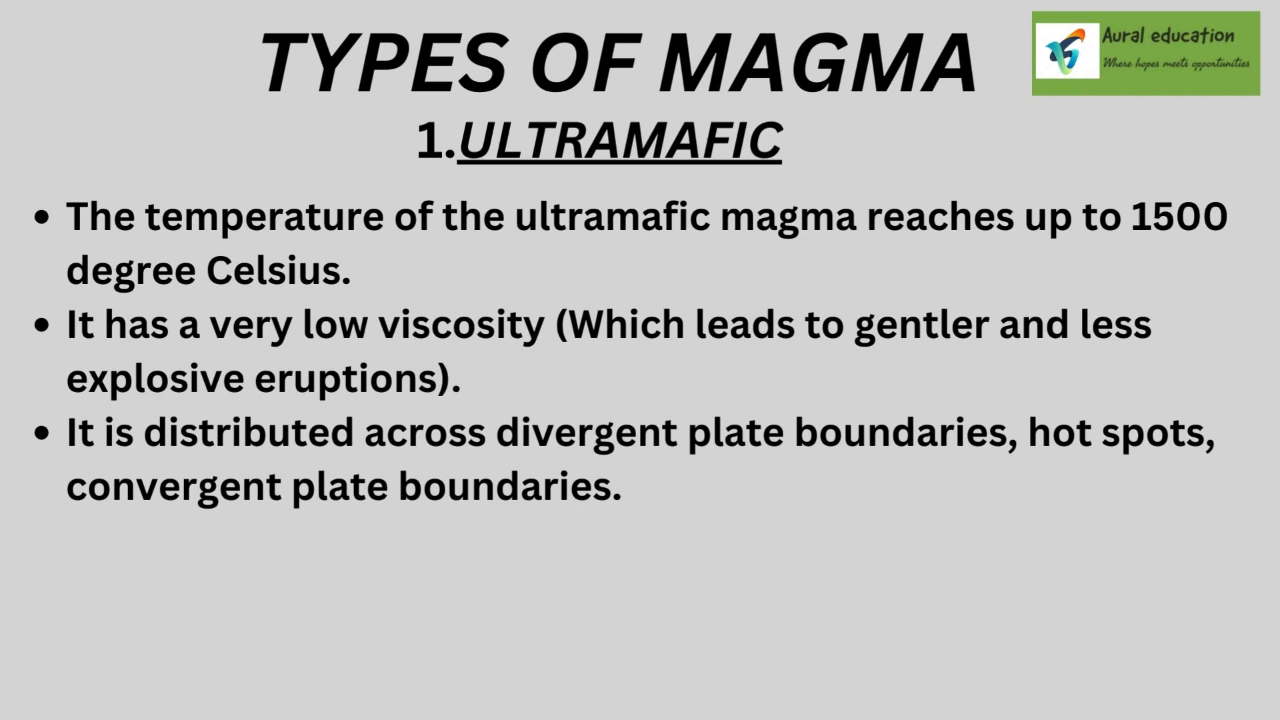 TYPES OF MAGMA
Aural education
Where hopes meets opportunities
1.ULTRAMAFIC
• The temperature of the ultramafic magma reaches up to 1500
degree Celsius.
• It has a very low viscosity (Which leads to gentler and less
explosive eruptions).
• It is distributed across divergent plate boundaries, hot spots,
convergent plate boundaries.